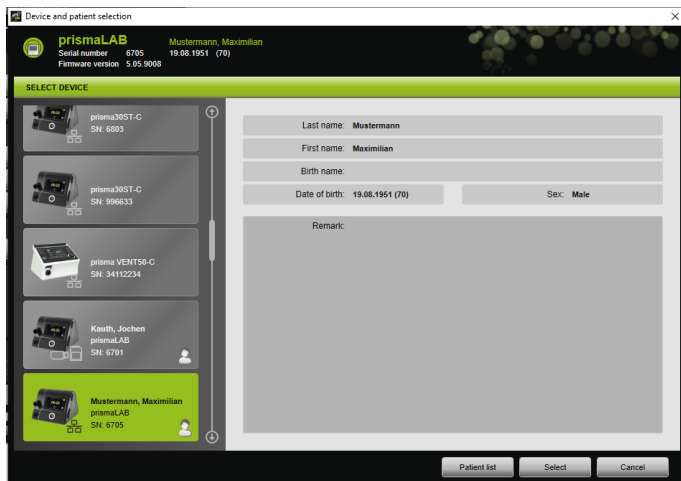 Device and patient selection
prismaLAB
Mustermann, Maximilian
Serial number 6705
19.08.1951 (70)
Firmware version 5.05.9008
SELECT DEVICE
prisma30ST-C
SN: 6803
prisma30ST-C
SN: 996633
prisma VENT50-C
SN: 34112234
Kauth, Jochen
prismaLAB
SN: 6701
Mustermann, Maximilian
prismaLAB
SN: 6705
Last name: Mustermann
First name: Maximilian
Birth name:
Date of birth: 19.08.1951 (70)
Sex: Male
Remark:
Patient list
Select
Cancel